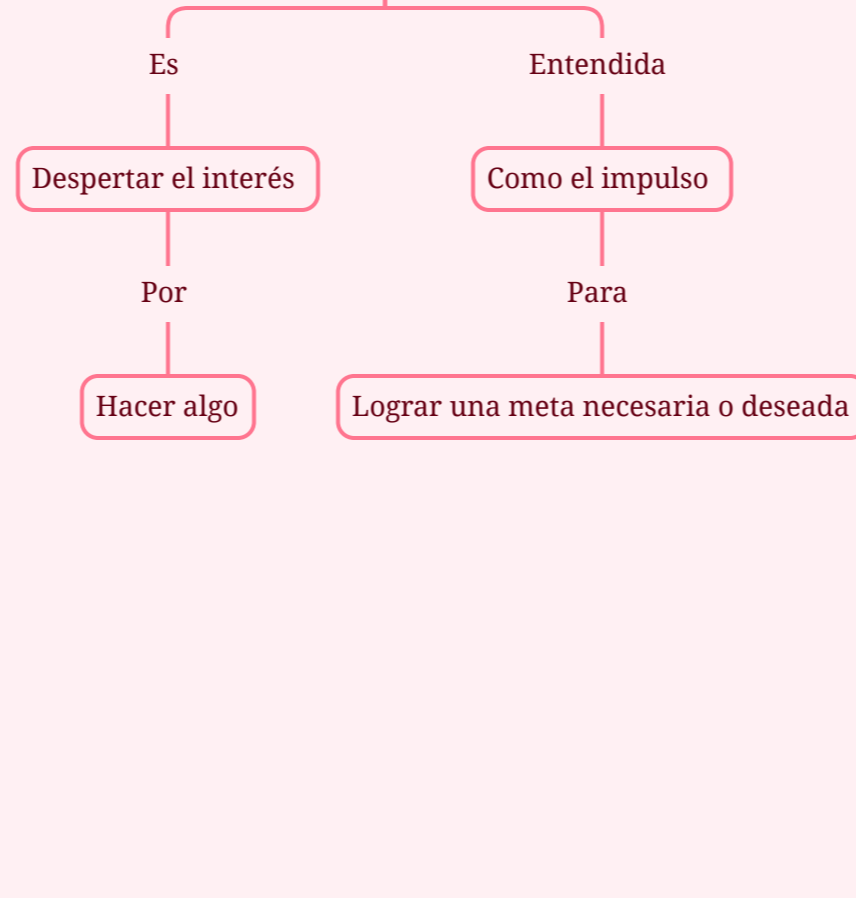 Es
Entendida
Despertar el interés
Como el impulso
Por
Para
Hacer algo
Lograr una meta necesaria o deseada